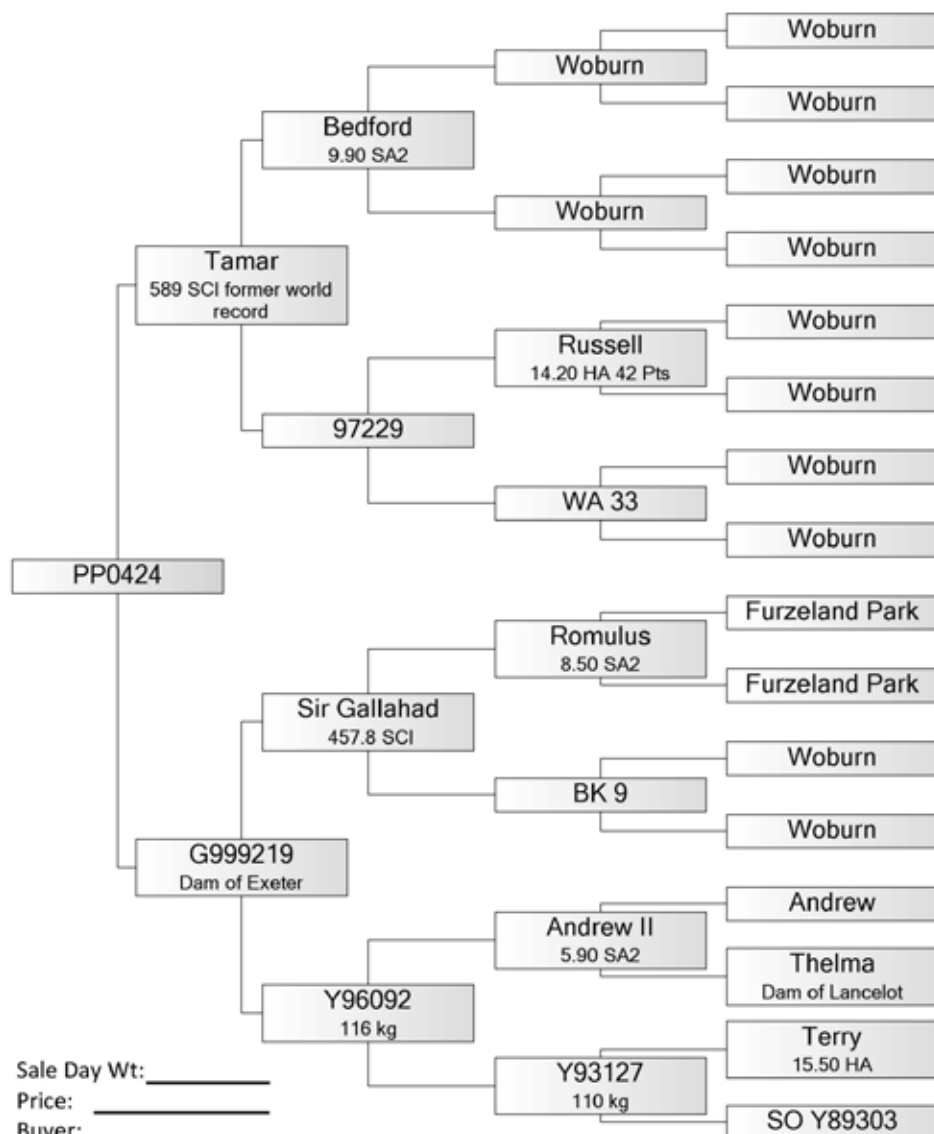 Woburn
Woburn
Woburn
Bedford
9.90 SA2
Woburn
Woburn
Woburn
Tamar
589 SCI former world
record
Woburn
Russell
14.20 HA 42 Pts
Woburn
97229
Woburn
WA 33
Woburn
PP0424
Furzeland Park
Romulus
8.50 SA2
Furzeland Park
Sir Gallahad
457.8 SCI
Woburn
BK 9
Woburn
G999219
Dam of Exeter
Andrew
Andrew II
5.90 SA2
Thelma
Dam of Lancelot
Y96092
116 kg
Terry
15.50 HA
Y93127
110 kg
SO Y89303
Sale Day Wt:
Price:
Buyer: